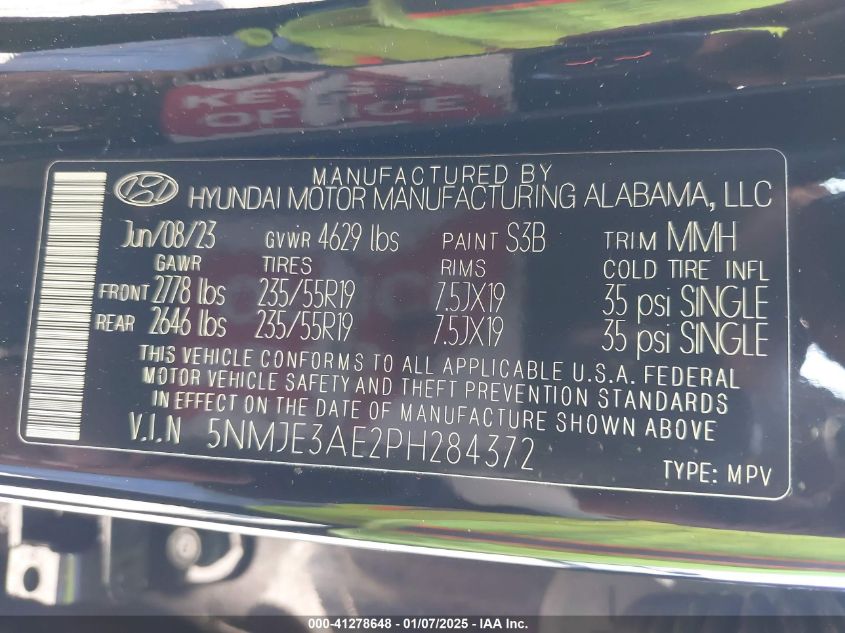 KEYS
OFFICE
MANUFACTURED BY
HYUNDAI MOTOR MANUFACTURING ALABAMA, LLC
Jun/08/23 GVWR 4629 lbs PAINT S3B TRIM MMH
GAWR TIRES RIMS COLD TIRE INFL
FRONT 2778 lbs 235/55R19 7.5JX19 35 psi SINGLE
REAR 2646 lbs 235/55R19 7.5JX19 35 psi SINGLE
THIS VEHICLE CONFORMS TO ALL APPLICABLE U.S.A. FEDERAL
MOTOR VEHICLE SAFETY AND THEFT PREVENTION STANDARDS
IN EFFECT ON THE DATE OF MANUFACTURE SHOWN ABOVE
V.I.N 5NMJE3AE2PH284372
TYPE: MPV
000-41278648 - 01/07/2025 - IAA Inc.